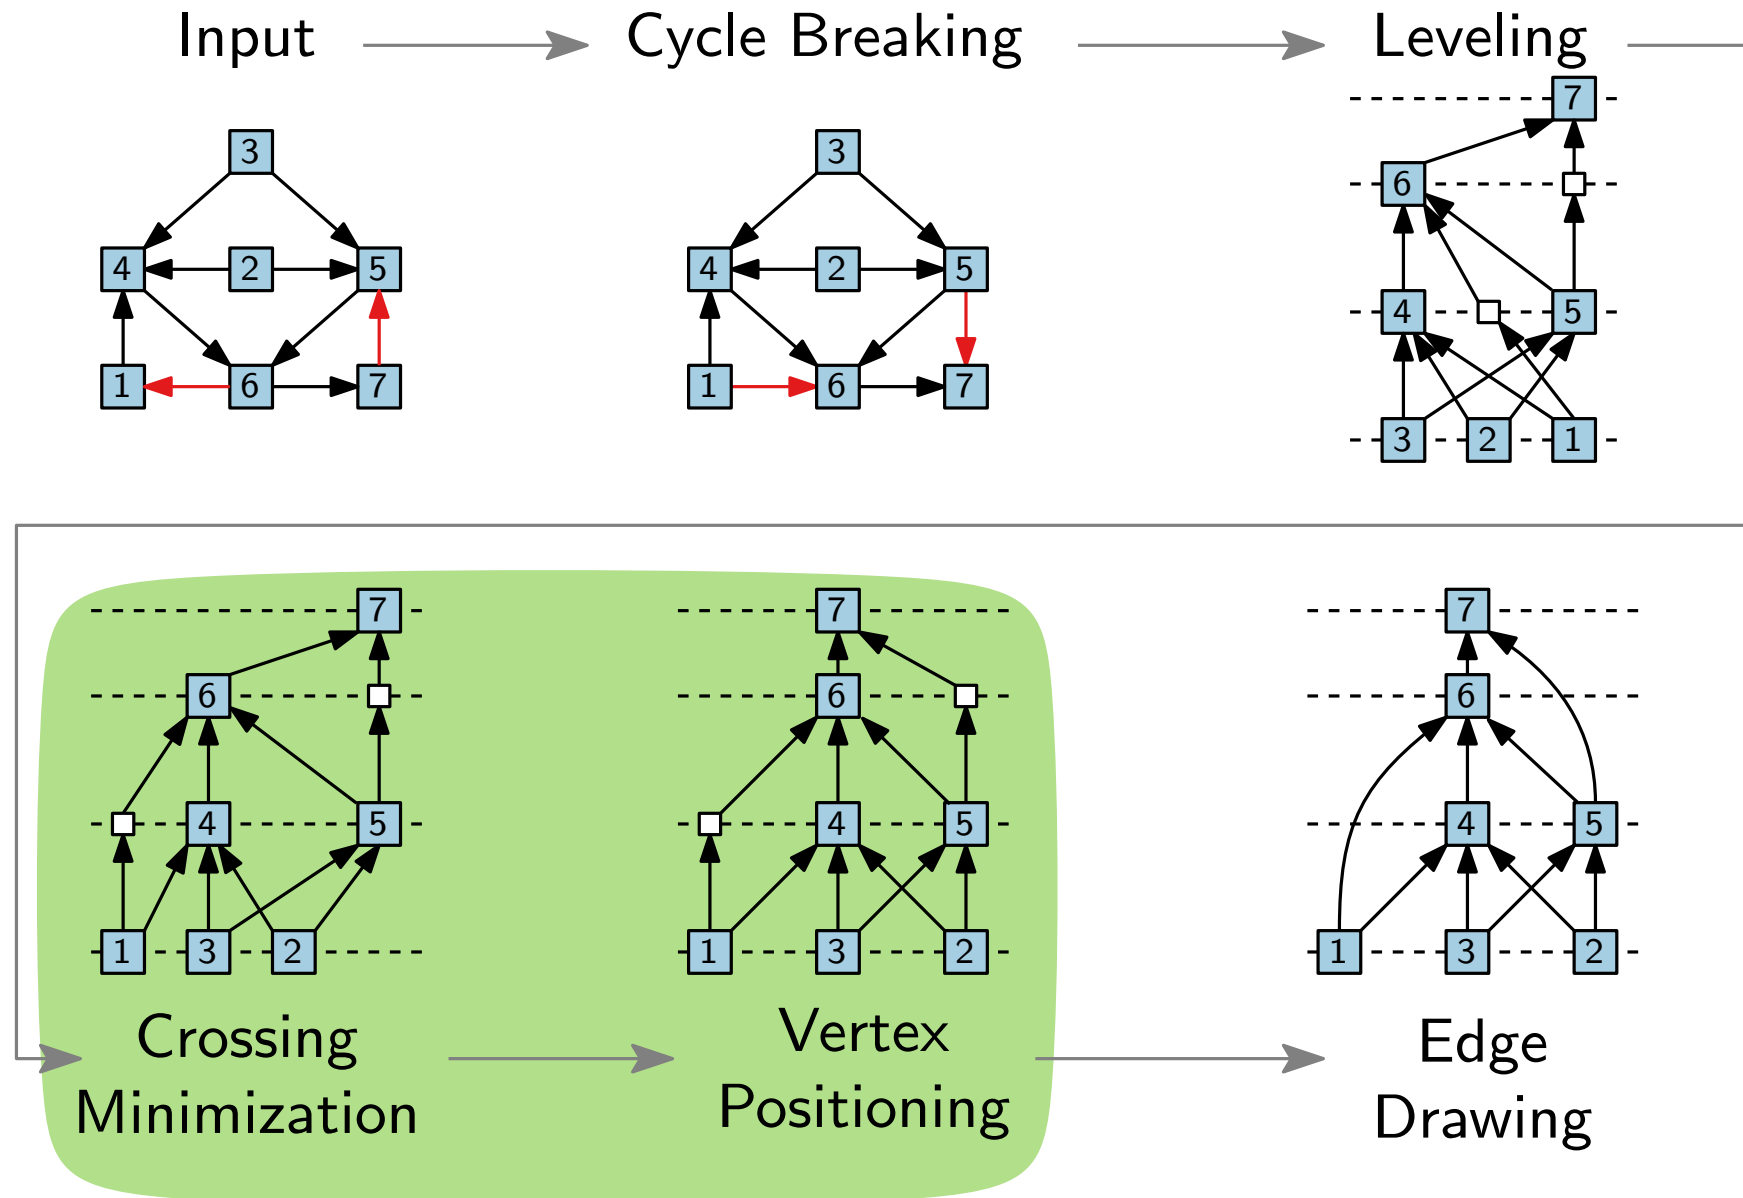 Input Cycle Breaking Leveling
3 3 7
6
4 2 5 4 2 5
4 5
1 6 7 1 6 7
3 2 1
7 7 7
6 6 6
4 5 4 5 4 5
1 3 2 1 3 2 1 3 2
Crossing Vertex Edge
Minimization Positioning Drawing